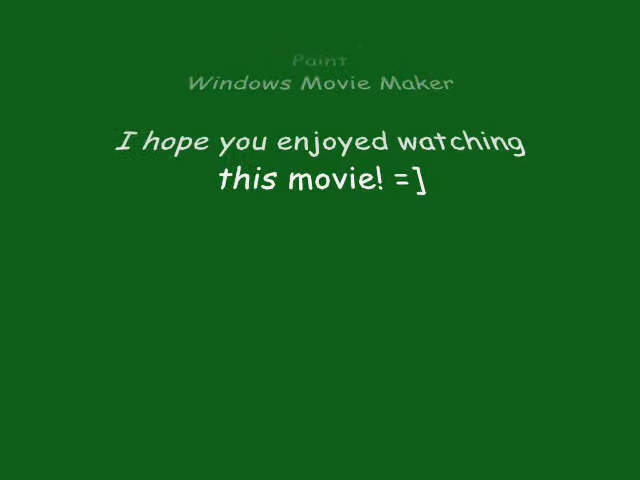 Paint
Windows Movie Maker
I hope you enjoyed watching
this movie! =]